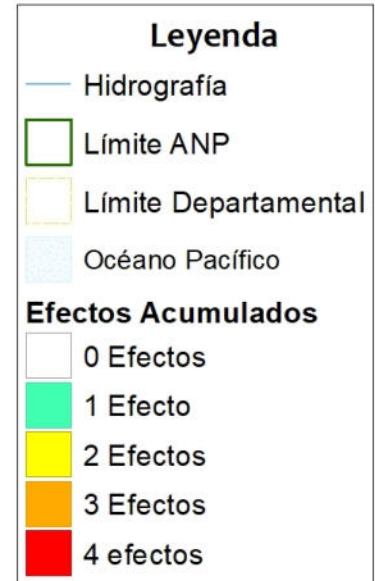 Leyenda
Hidrografía
Límite ANP
Límite Departamental
Océano Pacífico
Efectos Acumulados
0 Efectos
1 Efecto
2 Efectos
3 Efectos
4 efectos